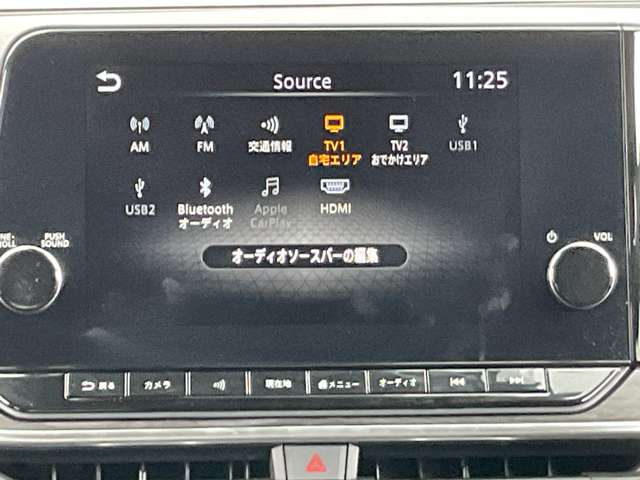 Source
11:25
AM
FM
交通情報
TV1
自宅エリア
TV2
おでかけエリア
USB1
USB2
Bluetooth
オーディオ
Apple
CarPlay
HDMI
オーディオソースバーの編集
PUSH
SOUND
VOL
戻る
カメラ
現在地
メニュー
オーディオ